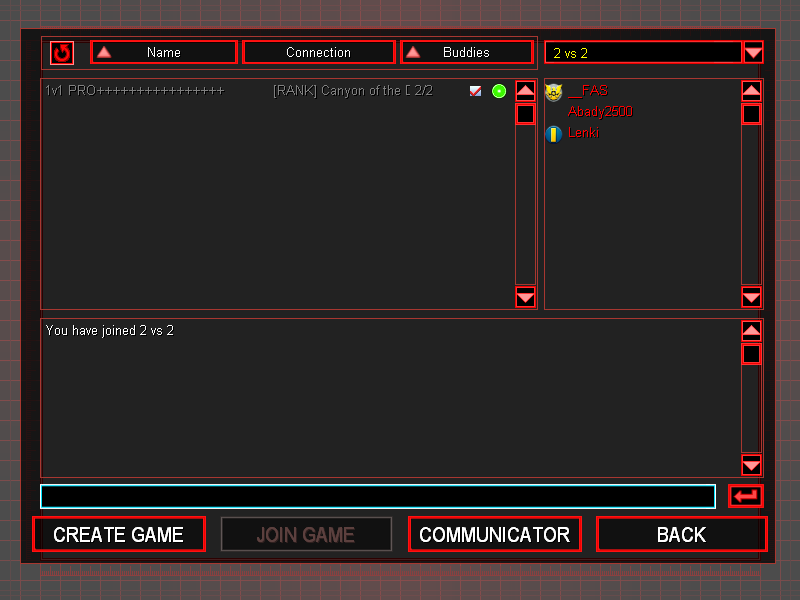 Name Connection Buddies 2 vs 2
1v1 PRO++++++++++++++++ [RANK] Canyon of the 2/2
__FAS
Abady2500
Lenki
You have joined 2 vs 2
CREATE GAME JOIN GAME COMMUNICATOR BACK